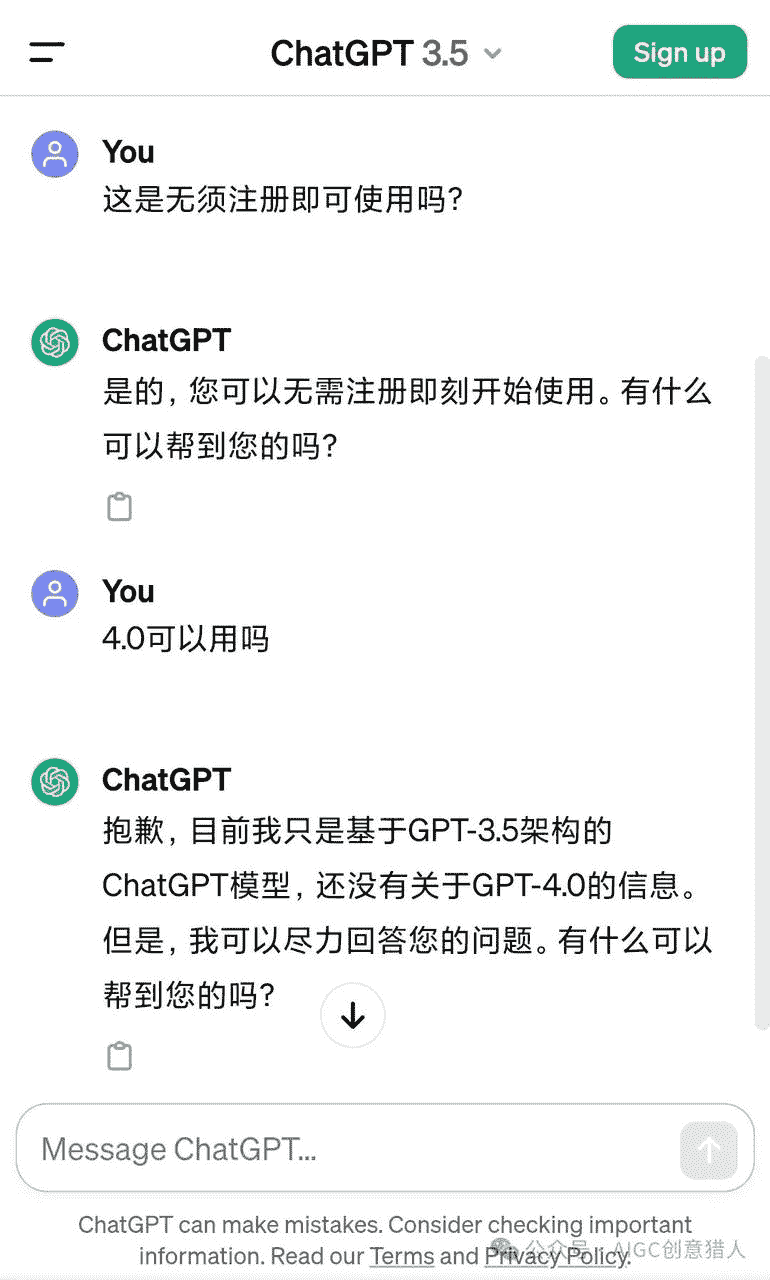 ChatGPT 3.5
Sign up
You
这是无须注册即可使用吗?
ChatGPT
是的，您可以无需注册即刻开始使用。有什么
可以帮到您的吗?
You
4.0可以用吗
ChatGPT
抱歉，目前我只是基于GPT-3.5架构的
ChatGPT模型，还没有关于GPT-4.0的信息。
但是，我可以尽力回答您的问题。有什么可以
帮到您的吗?
Message ChatGPT...
ChatGPT can make mistakes. Consider checking important
information. Read our Terms and Privacy Policy.
公众号 · AIGC创意猎人